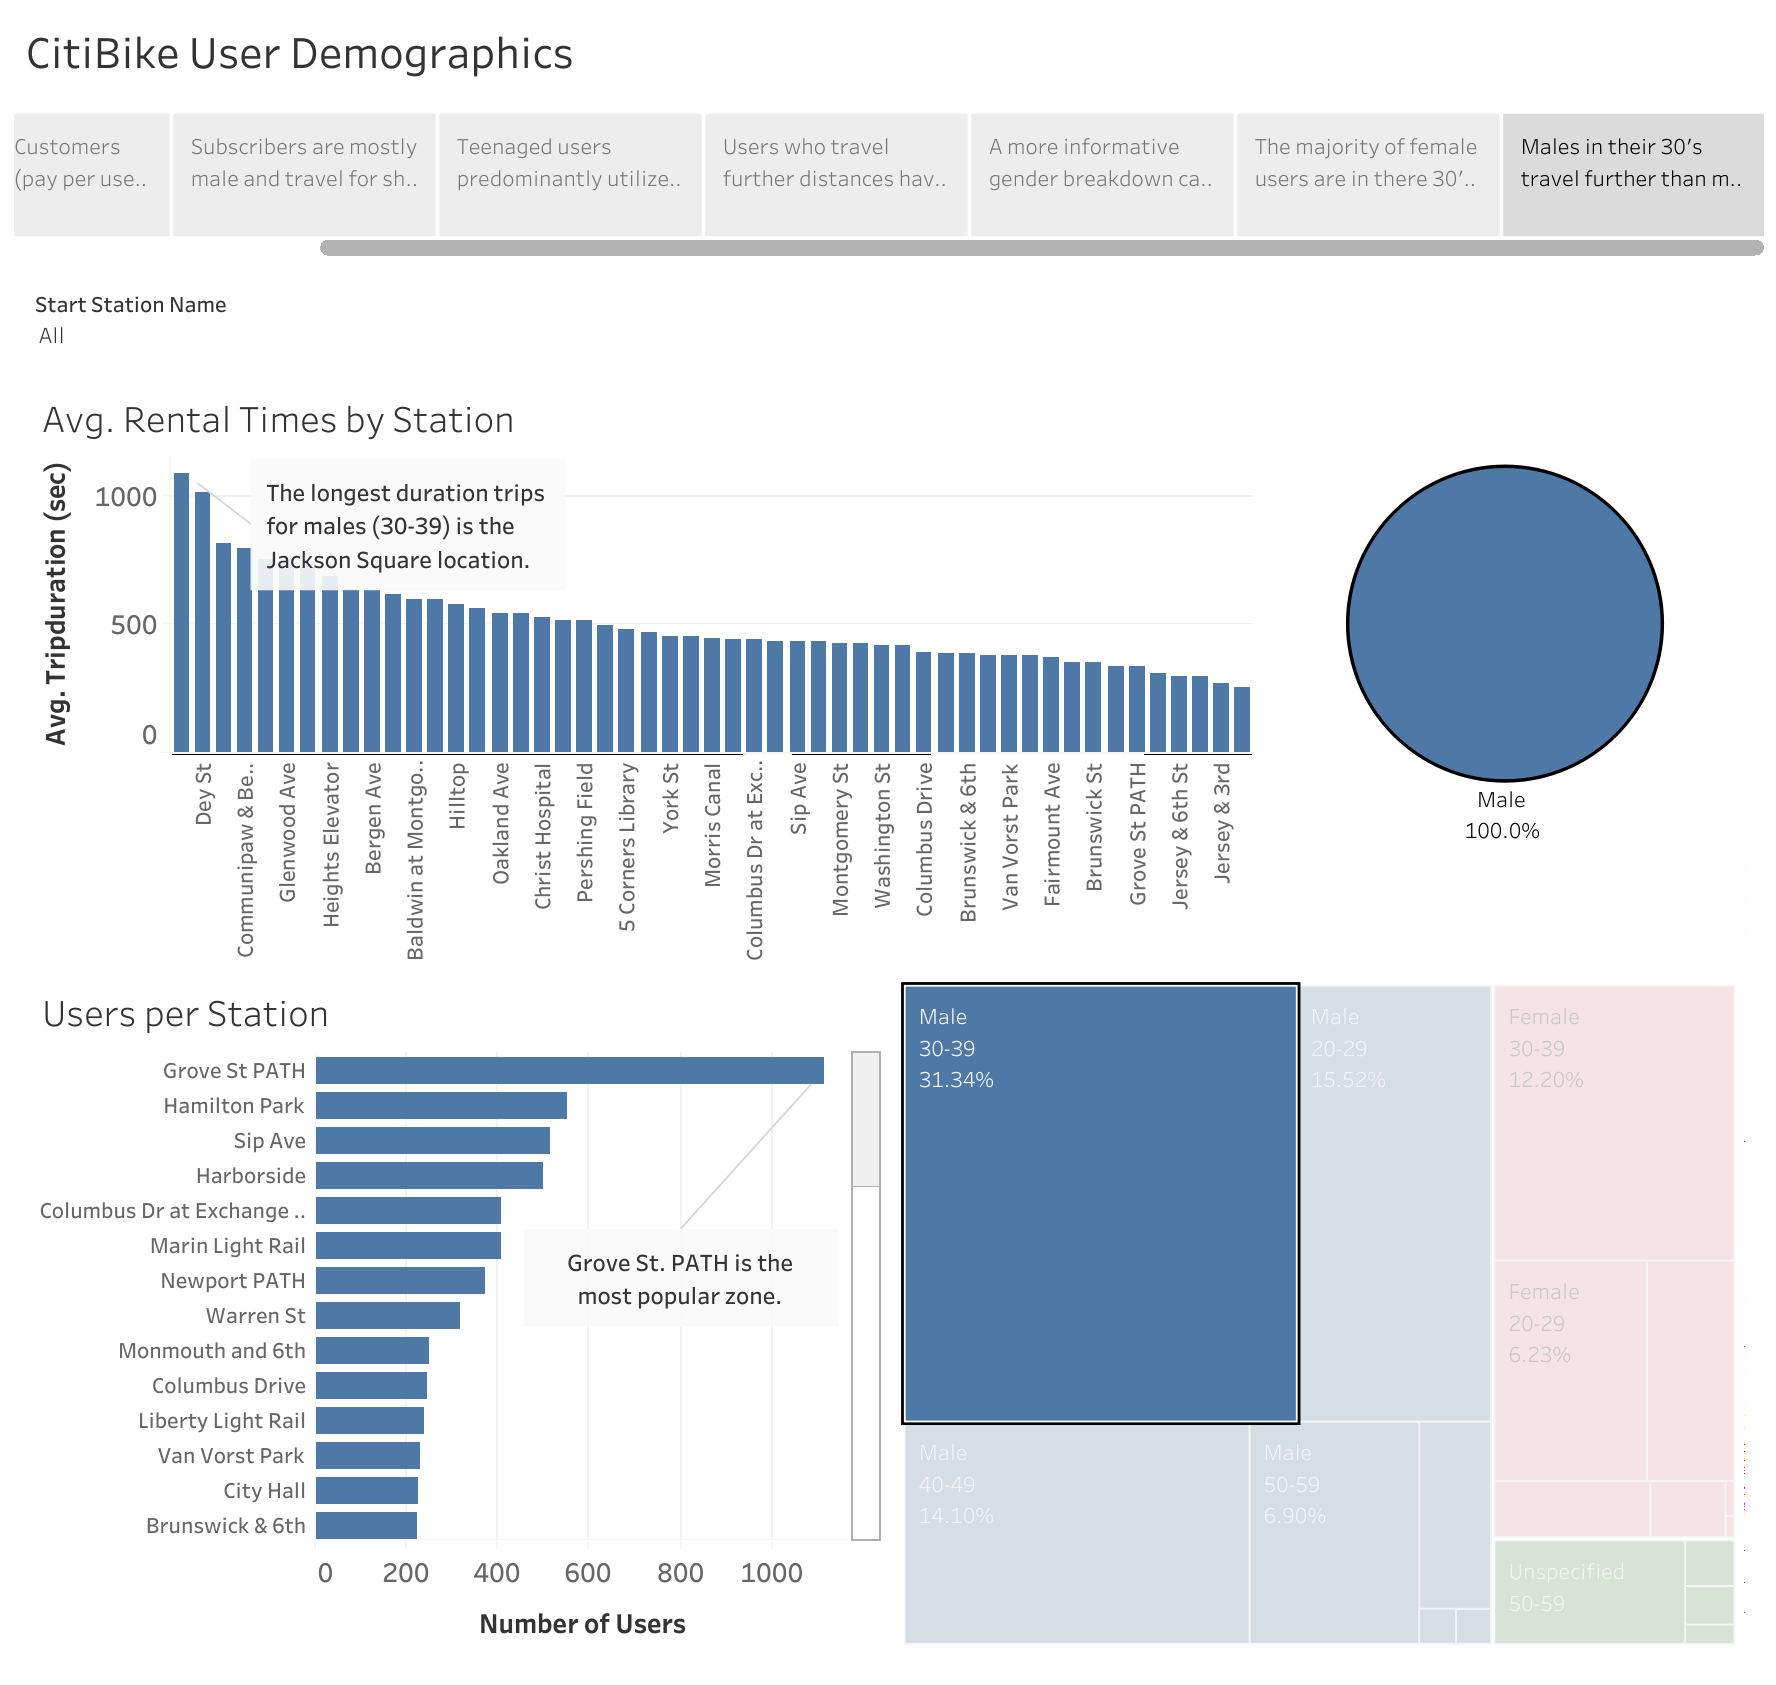 CitiBike User Demographics
Customers
(pay per use..
Subscribers are mostly
male and travel for sh..
Teenaged users
predominantly utilize..
Users who travel
further distances hav..
A more informative
gender breakdown ca..
The majority of female
users are in there 30'..
Males in their 30's
travel further than m..
Start Station Name
All
Avg. Rental Times by Station
Avg. Tripduration (sec)
1000
500
0
The longest duration trips
for males (30-39) is the
Jackson Square location.
Dey St
Communipaw & Be..
Glenwood Ave
Heights Elevator
Bergen Ave
Baldwin at Montgo..
Hilltop
Oakland Ave
Christ Hospital
Pershing Field
5 Corners Library
York St
Morris Canal
Columbus Dr at Exc..
Sip Ave
Montgomery St
Washington St
Columbus Drive
Brunswick & 6th
Van Vorst Park
Fairmount Ave
Brunswick St
Grove St PATH
Jersey & 6th St
Jersey & 3rd
Male
100.0%
Users per Station
Grove St PATH
Hamilton Park
Sip Ave
Harborside
Columbus Dr at Exchange ..
Marin Light Rail
Newport PATH
Warren St
Monmouth and 6th
Columbus Drive
Liberty Light Rail
Van Vorst Park
City Hall
Brunswick & 6th
Grove St. PATH is the
most popular zone.
0
200
400
600
800
1000
Number of Users
Male
30-39
31.34%
Male
20-29
15.52%
Female
30-39
12.20%
Female
20-29
6.23%
Male
40-49
14.10%
Male
50-59
6.90%
Unspecified
50-59